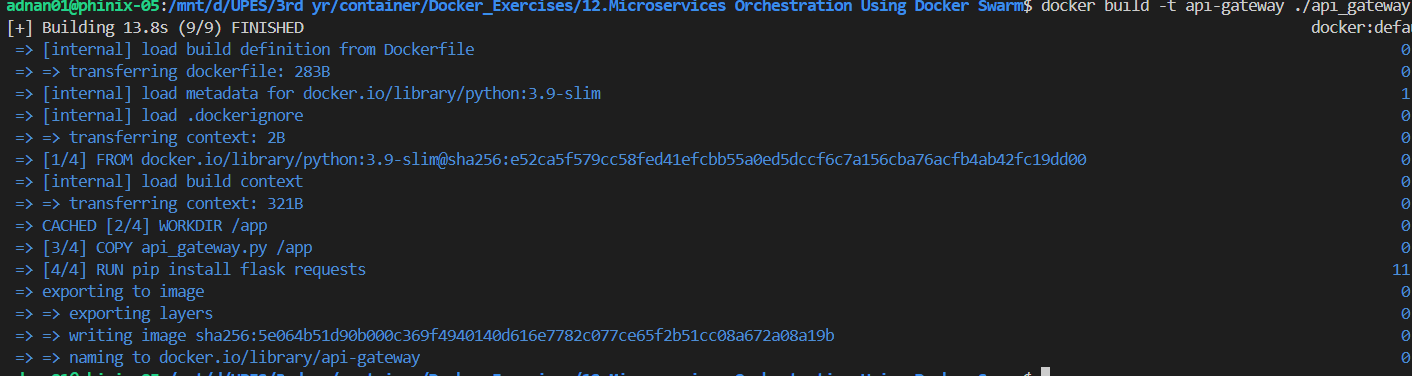 adnan01@phinix-05:/mnt/d/UPES/3rd yr/container/Docker_Exercises/12.Microservices Orchestration Using Docker Swarm$ docker build -t api-gateway ./api_gateway
[+] Building 13.8s (9/9) FINISHED docker:defa
=> [internal] load build definition from Dockerfile 0
=> => transferring dockerfile: 283B 0
=> [internal] load metadata for docker.io/library/python:3.9-slim 1
=> [internal] load .dockerignore 0
=> => transferring context: 2B 0
=> [1/4] FROM docker.io/library/python:3.9-slim@sha256:e52ca5f579cc58fed41efcbb55a0ed5dccf6c7a156cba76acfb4ab42fc19dd00 0
=> [internal] load build context 0
=> => transferring context: 321B 0
=> CACHED [2/4] WORKDIR /app 0
=> [3/4] COPY api_gateway.py /app 0
=> [4/4] RUN pip install flask requests 11
=> exporting to image 0
=> => exporting layers 0
=> => writing image sha256:5e064b51d90b000c369f4940140d616e7782c077ce65f2b51cc08a672a08a19b 0
=> => naming to docker.io/library/api-gateway 0